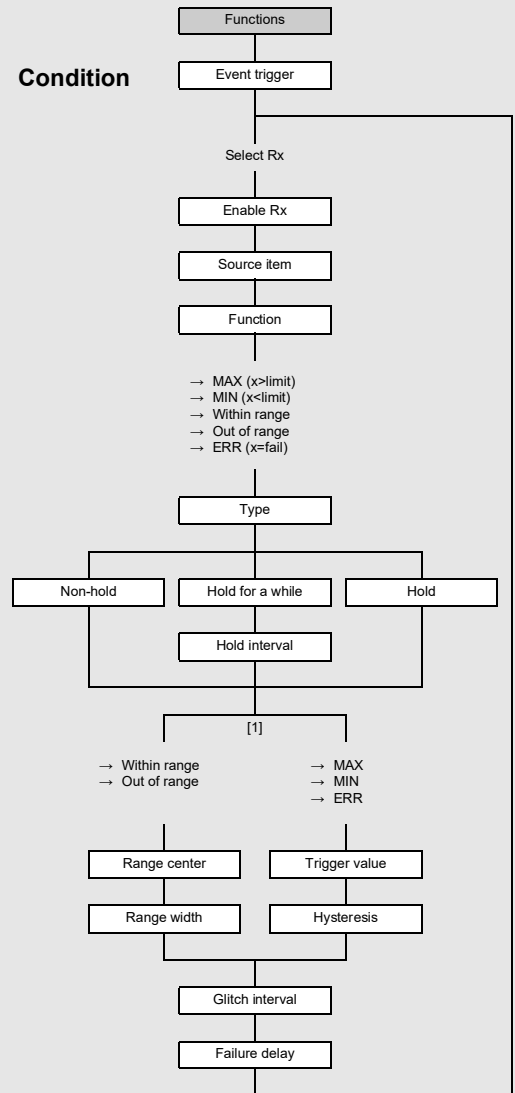 Functions
Condition
Event trigger
Select Rx
Enable Rx
Source item
Function
→ MAX (x>limit)
→ MIN (x<limit)
→ Within range
→ Out of range
→ ERR (x=fail)
Type
Non-hold
Hold for a while
Hold
Hold interval
[1]
→ Within range
→ Out of range
→ MAX
→ MIN
→ ERR
Range center
Trigger value
Range width
Hysteresis
Glitch interval
Failure delay